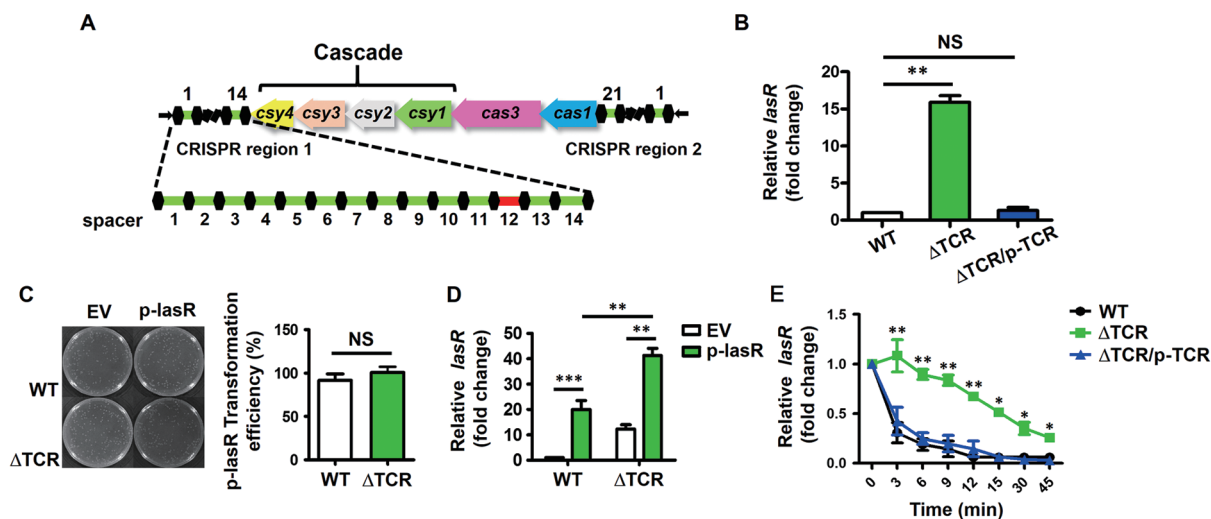 A
Cascade
1
14
21
1
csy4
csy3
csy2
csy1
cas3
cas1
CRISPR region 1
CRISPR region 2
spacer
1 2 3 4 5 6 7 8 9 10 11 12 13 14
B
NS
**
Relative lasR
(fold change)
20
15
10
5
0
WT
ΔTCR
ΔTCR/p-TCR
C
EV
p-lasR
WT
ΔTCR
p-lasR Transformation
efficiency (%)
150
100
50
0
NS
WT
ΔTCR
D
Relative lasR
(fold change)
50
40
30
20
10
0
**
**
***
EV
p-lasR
WT
ΔTCR
E
WT
ΔTCR
ΔTCR/p-TCR
Relative lasR
(fold change)
1.0
0.5
0.0
** ** ** ** * * *
0 3 6 9 12 15 30 45
Time (min)